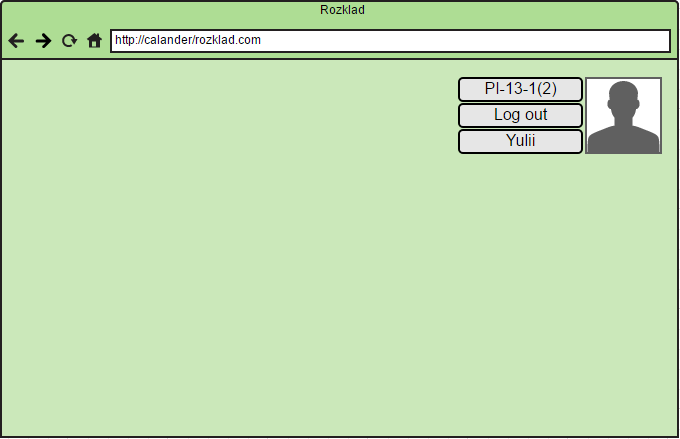 Rozklad
http://calander/rozklad.com
PI-13-1(2)
Log out
Yulii